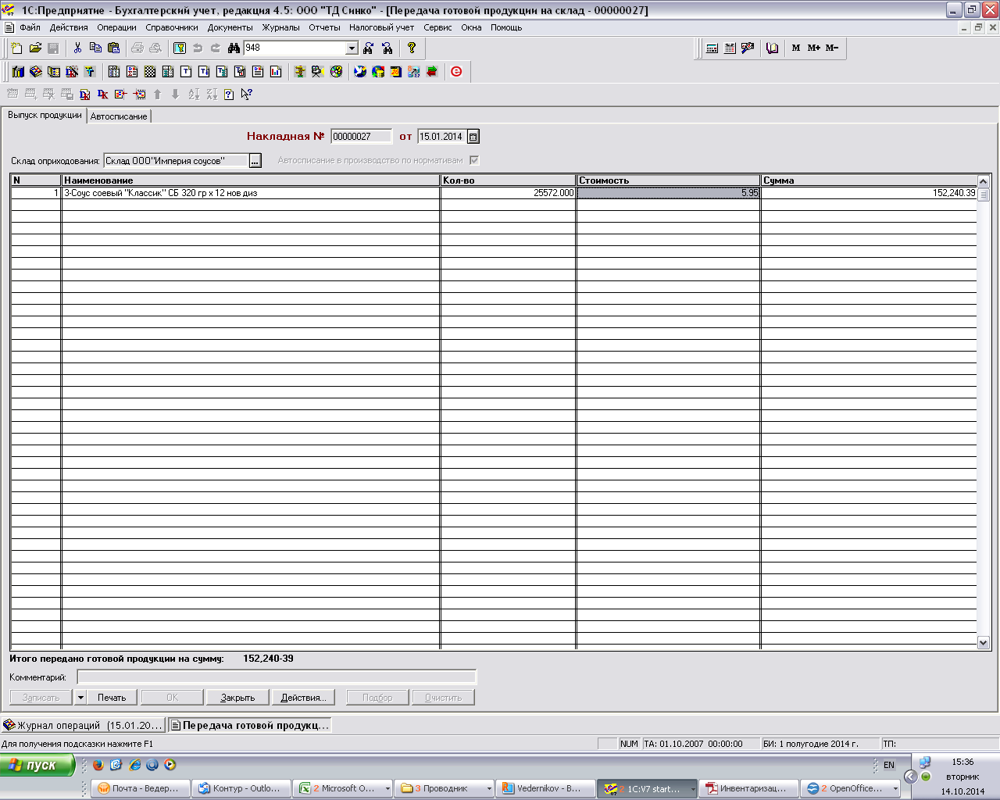 1С:Предприятие - Бухгалтерский учет, редакция 4.5: ООО "ТД Синко" - [Передача готовой продукции на склад - 00000027]
Файл Действия Операции Справочники Документы Журналы Отчеты Налоговый учет Сервис Окна Помощь
948
M M+ M-
Выпуск продукции Автосписание
Накладная № 00000027 от 15.01.2014
Склад оприходования: Склад ООО"Империя соусов" ... Автосписание в производство по нормативам
N Наименование Кол-во Стоимость Сумма
1 3-Соус соевый "Классик" СБ 320 гр х 12 нов диз 25572.000 5.95 152,240.39
Итого передано готовой продукции на сумму: 152,240-39
Комментарий:
Записать Печать OK Закрыть Действия... Подбор Очистить
Журнал операций (15.01.20... Передача готовой продукц...
Для получения подсказки нажмите F1 NUM ТА: 01.10.2007 00:00:00 БИ: 1 полугодие 2014 г. ТП:
пуск EN 15:36
вторник
Почта - Ведер... Контур - Outlo... 2 Microsoft O... 3 Проводник Vedernikov - В... 2 1C:V7 start... Инвентаризац... 2 OpenOffice... 14.10.2014